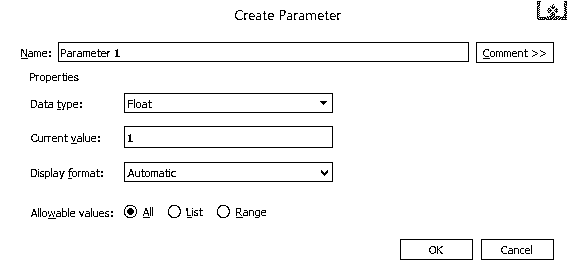 Create Parameter
Name: Parameter 1 Comment >>
Properties
Data type: Float
Current value: 1
Display format: Automatic
Allowable values: All List Range
OK Cancel